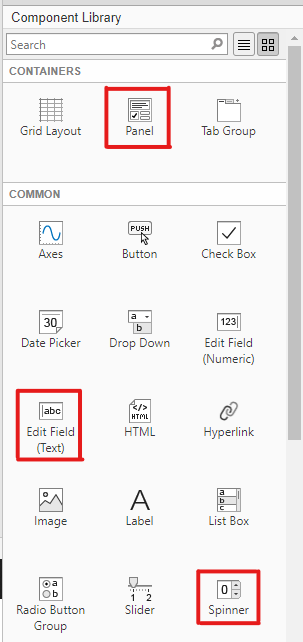 Component Library
Search
CONTAINERS
Grid Layout
Panel
Tab Group
COMMON
PUSH
Axes
Button
Check Box
30
a
b
123
Date Picker
Drop Down
Edit Field
(Numeric)
abc
</>
HTML
Edit Field
(Text)
HTML
Hyperlink
A
a
b
c
Image
Label
List Box
a
b
1 2
0
Radio Button
Group
Slider
Spinner